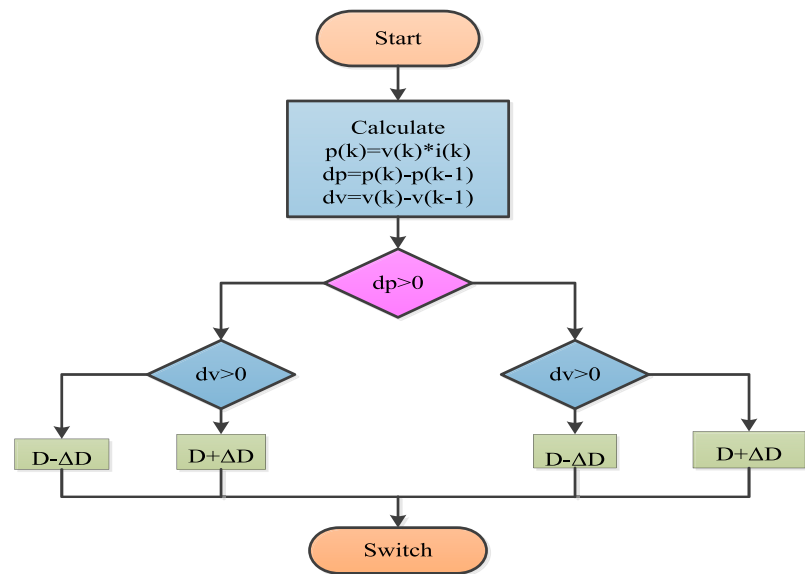 Start
Calculate
p(k)=v(k)*i(k)
dp=p(k)-p(k-1)
dv=v(k)-v(k-1)
dp>0
dv>0
dv>0
D-ΔD
D+ΔD
D-ΔD
D+ΔD
Switch